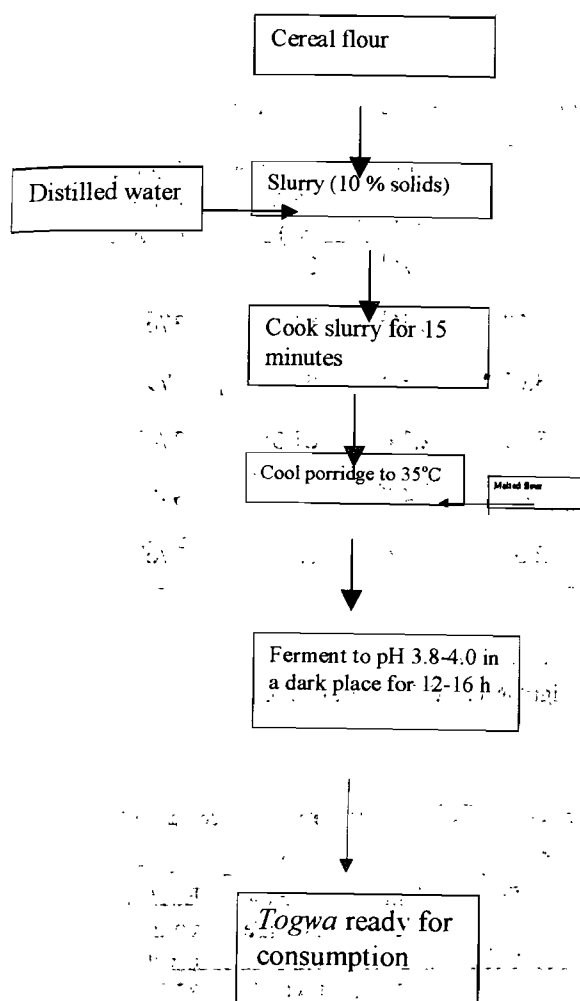 Cereal flour
Distilled water
Slurry (10 % solids)
Cook slurry for 15
minutes
Cool porridge to 35°C
Malted flour
Ferment to pH 3.8-4.0 in
a dark place for 12-16 h
Togwa ready for
consumption